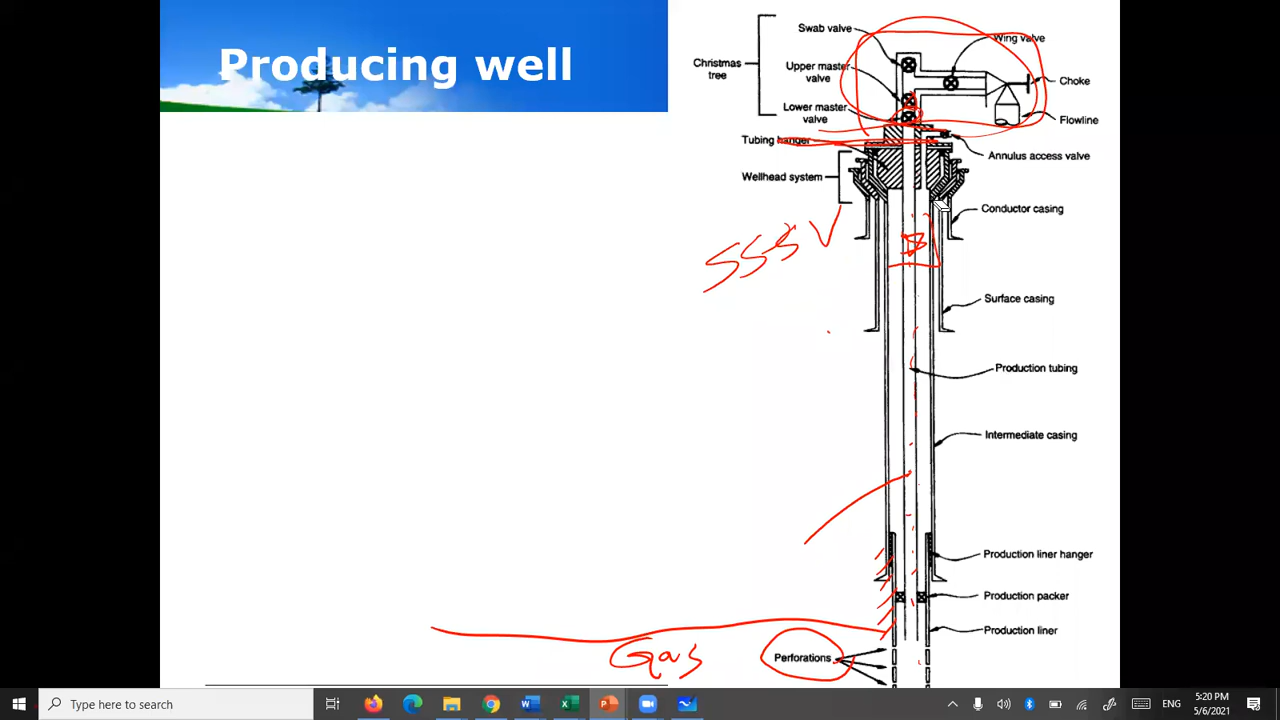 Producing well
Swab valve
Wing valve
Christmas
tree
Upper master
valve
Choke
Lower master
valve
Flowline
Tubing hanger
Annulus access valve
Wellhead system
Conductor casing
SSSV
Surface casing
Production tubing
Intermediate casing
Production liner hanger
Production packer
Production liner
Gas
Perforations
Type here to search
5:20 PM
5/6/2021